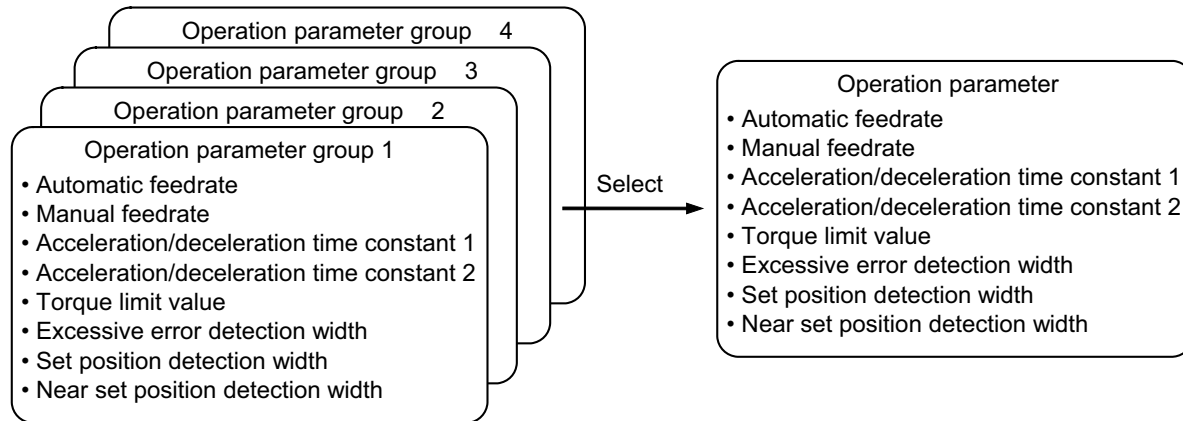 Operation parameter group 4
Operation parameter group 3
Operation parameter group 2
Operation parameter group 1
• Automatic feedrate
• Manual feedrate
• Acceleration/deceleration time constant 1
• Acceleration/deceleration time constant 2
• Torque limit value
• Excessive error detection width
• Set position detection width
• Near set position detection width
Select
Operation parameter
• Automatic feedrate
• Manual feedrate
• Acceleration/deceleration time constant 1
• Acceleration/deceleration time constant 2
• Torque limit value
• Excessive error detection width
• Set position detection width
• Near set position detection width